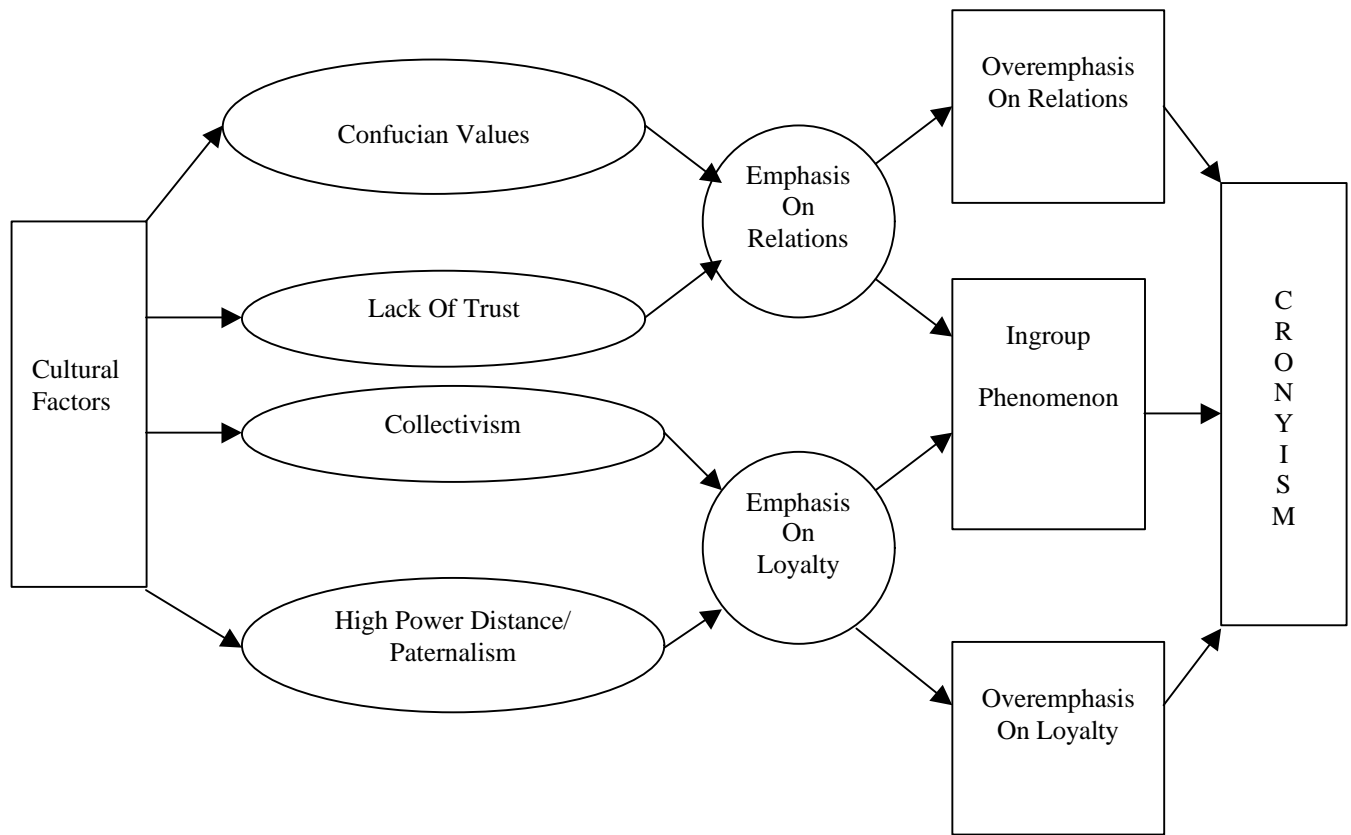 Cultural
Factors
Confucian Values
Lack Of Trust
Collectivism
High Power Distance/
Paternalism
Emphasis
On
Relations
Emphasis
On
Loyalty
Overemphasis
On Relations
Ingroup
Phenomenon
Overemphasis
On Loyalty
C
R
O
N
Y
I
S
M